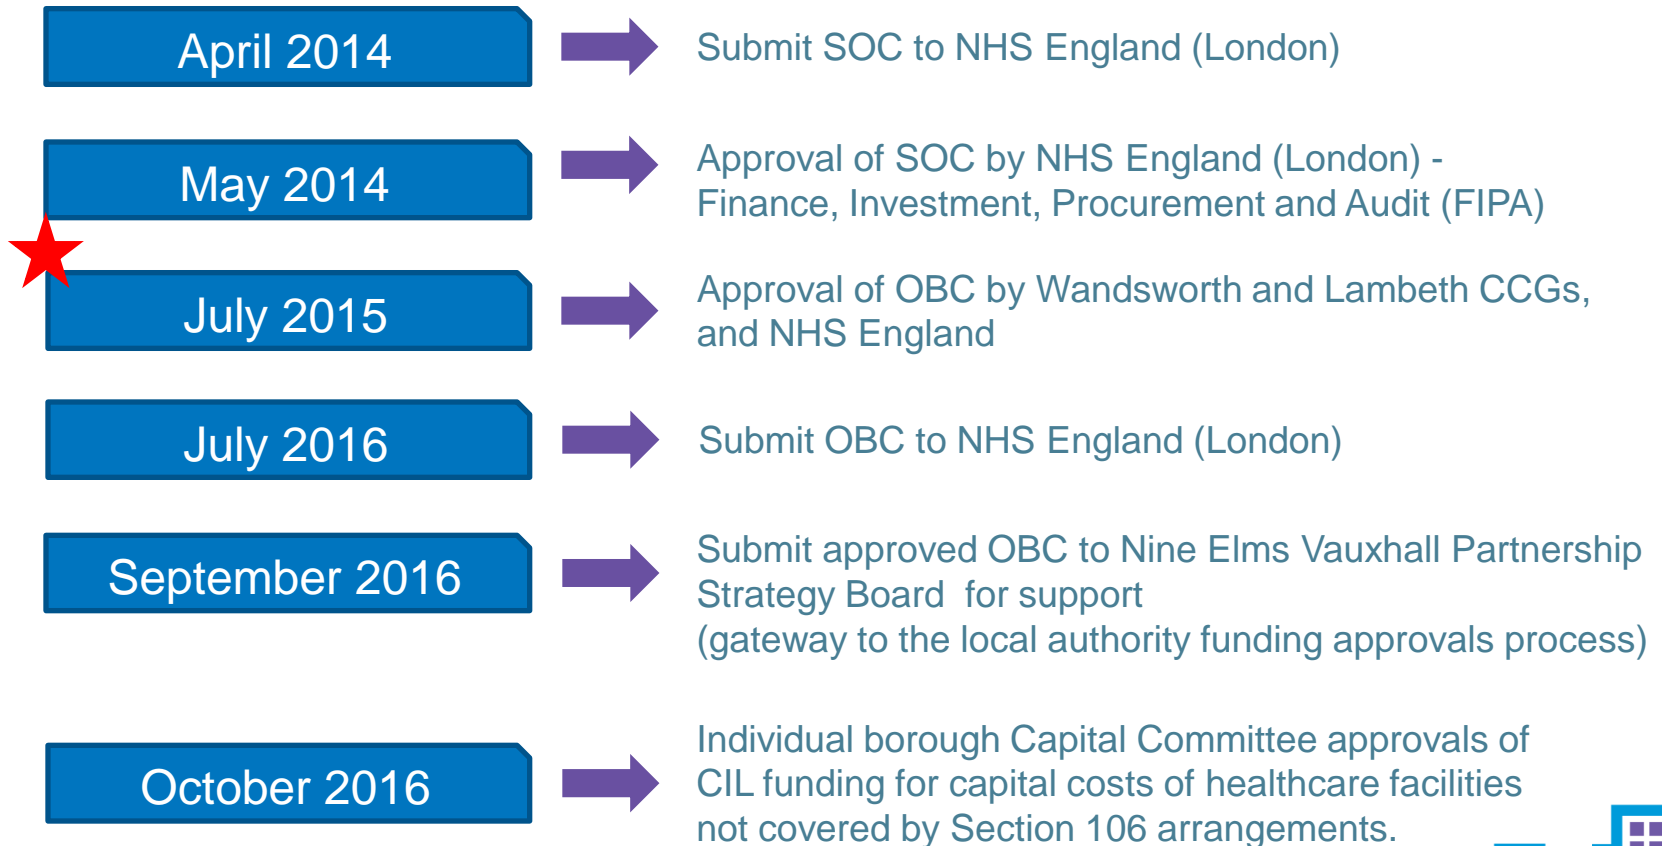 April 2014
Submit SOC to NHS England (London)
May 2014
Approval of SOC by NHS England (London) -
Finance, Investment, Procurement and Audit (FIPA)
July 2015
Approval of OBC by Wandsworth and Lambeth CCGs,
and NHS England
July 2016
Submit OBC to NHS England (London)
September 2016
Submit approved OBC to Nine Elms Vauxhall Partnership
Strategy Board for support
(gateway to the local authority funding approvals process)
October 2016
Individual borough Capital Committee approvals of
CIL funding for capital costs of healthcare facilities
not covered by Section 106 arrangements.